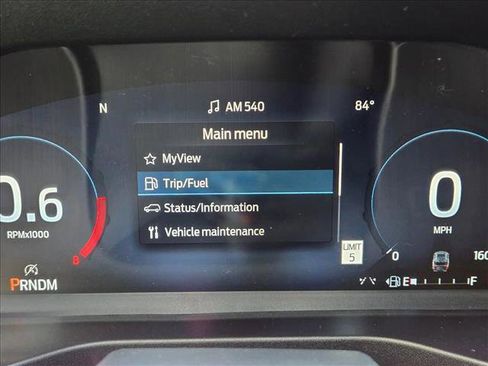 N
AM 540
84°
Main menu
MyView
Trip/Fuel
Status/Information
Vehicle maintenance
0.6
RPMx1000
8
PRNDM
0
MPH
LIMIT
5
0
160
E
F